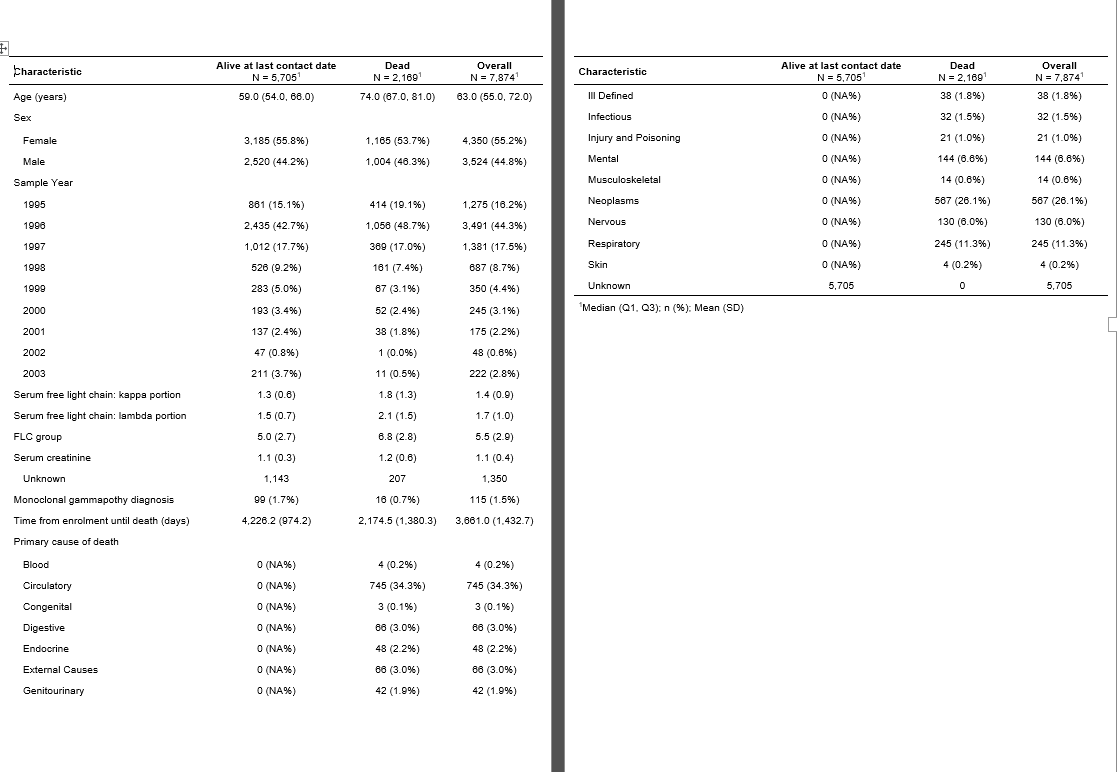 Characteristic Alive at last contact date N = 5,705¹ Dead N = 2,169¹ Overall N = 7,874¹
Age (years) 59.0 (54.0, 66.0) 74.0 (67.0, 81.0) 63.0 (55.0, 72.0)
Sex
Female 3,185 (55.8%) 1,165 (53.7%) 4,350 (55.2%)
Male 2,520 (44.2%) 1,004 (46.3%) 3,524 (44.8%)
Sample Year
1995 861 (15.1%) 414 (19.1%) 1,275 (16.2%)
1996 2,435 (42.7%) 1,056 (48.7%) 3,491 (44.3%)
1997 1,012 (17.7%) 369 (17.0%) 1,381 (17.5%)
1998 526 (9.2%) 161 (7.4%) 687 (8.7%)
1999 283 (5.0%) 67 (3.1%) 350 (4.4%)
2000 193 (3.4%) 52 (2.4%) 245 (3.1%)
2001 137 (2.4%) 38 (1.8%) 175 (2.2%)
2002 47 (0.8%) 1 (0.0%) 48 (0.6%)
2003 211 (3.7%) 11 (0.5%) 222 (2.8%)
Serum free light chain: kappa portion 1.3 (0.6) 1.8 (1.3) 1.4 (0.9)
Serum free light chain: lambda portion 1.5 (0.7) 2.1 (1.5) 1.7 (1.0)
FLC group 5.0 (2.7) 6.8 (2.8) 5.5 (2.9)
Serum creatinine 1.1 (0.3) 1.2 (0.6) 1.1 (0.4)
Unknown 1,143 207 1,350
Monoclonal gammapothy diagnosis 99 (1.7%) 16 (0.7%) 115 (1.5%)
Time from enrolment until death (days) 4,226.2 (974.2) 2,174.5 (1,380.3) 3,661.0 (1,432.7)
Primary cause of death
Blood 0 (NA%) 4 (0.2%) 4 (0.2%)
Circulatory 0 (NA%) 745 (34.3%) 745 (34.3%)
Congenital 0 (NA%) 3 (0.1%) 3 (0.1%)
Digestive 0 (NA%) 66 (3.0%) 66 (3.0%)
Endocrine 0 (NA%) 48 (2.2%) 48 (2.2%)
External Causes 0 (NA%) 66 (3.0%) 66 (3.0%)
Genitourinary 0 (NA%) 42 (1.9%) 42 (1.9%)
Characteristic Alive at last contact date N = 5,705¹ Dead N = 2,169¹ Overall N = 7,874¹
Ill Defined 0 (NA%) 38 (1.8%) 38 (1.8%)
Infectious 0 (NA%) 32 (1.5%) 32 (1.5%)
Injury and Poisoning 0 (NA%) 21 (1.0%) 21 (1.0%)
Mental 0 (NA%) 144 (6.6%) 144 (6.6%)
Musculoskeletal 0 (NA%) 14 (0.6%) 14 (0.6%)
Neoplasms 0 (NA%) 567 (26.1%) 567 (26.1%)
Nervous 0 (NA%) 130 (6.0%) 130 (6.0%)
Respiratory 0 (NA%) 245 (11.3%) 245 (11.3%)
Skin 0 (NA%) 4 (0.2%) 4 (0.2%)
Unknown 5,705 0 5,705
¹Median (Q1, Q3); n (%); Mean (SD)